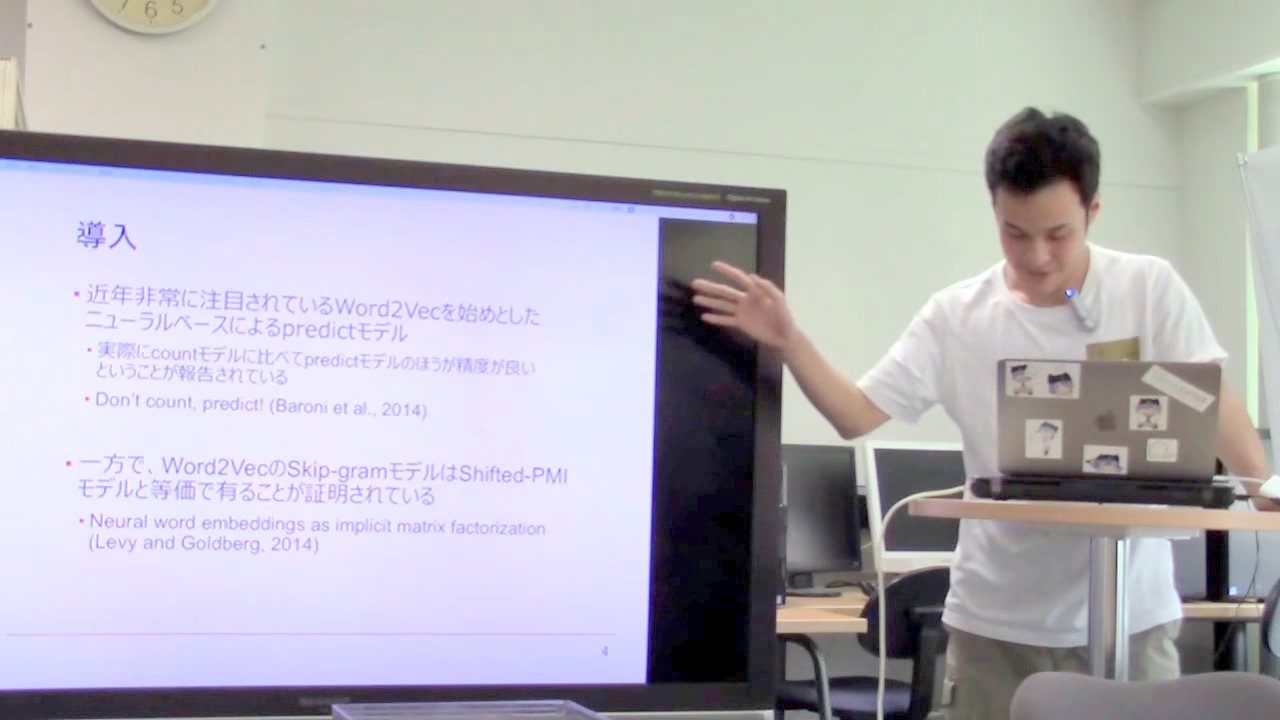 7 6 5
導入
・近年非常に注目されているWord2Vecを始めとした
ニューラルベースによるpredictモデル
・実際にcountモデルに比べてpredictモデルのほうが精度が良い
ということが報告されている
・Don't count, predict! (Baroni et al., 2014)
・一方で、Word2VecのSkip-gramモデルはShifted-PMI
モデルと等価で有ることが証明されている
・Neural word embeddings as implicit matrix factorization
(Levy and Goldberg, 2014)
4